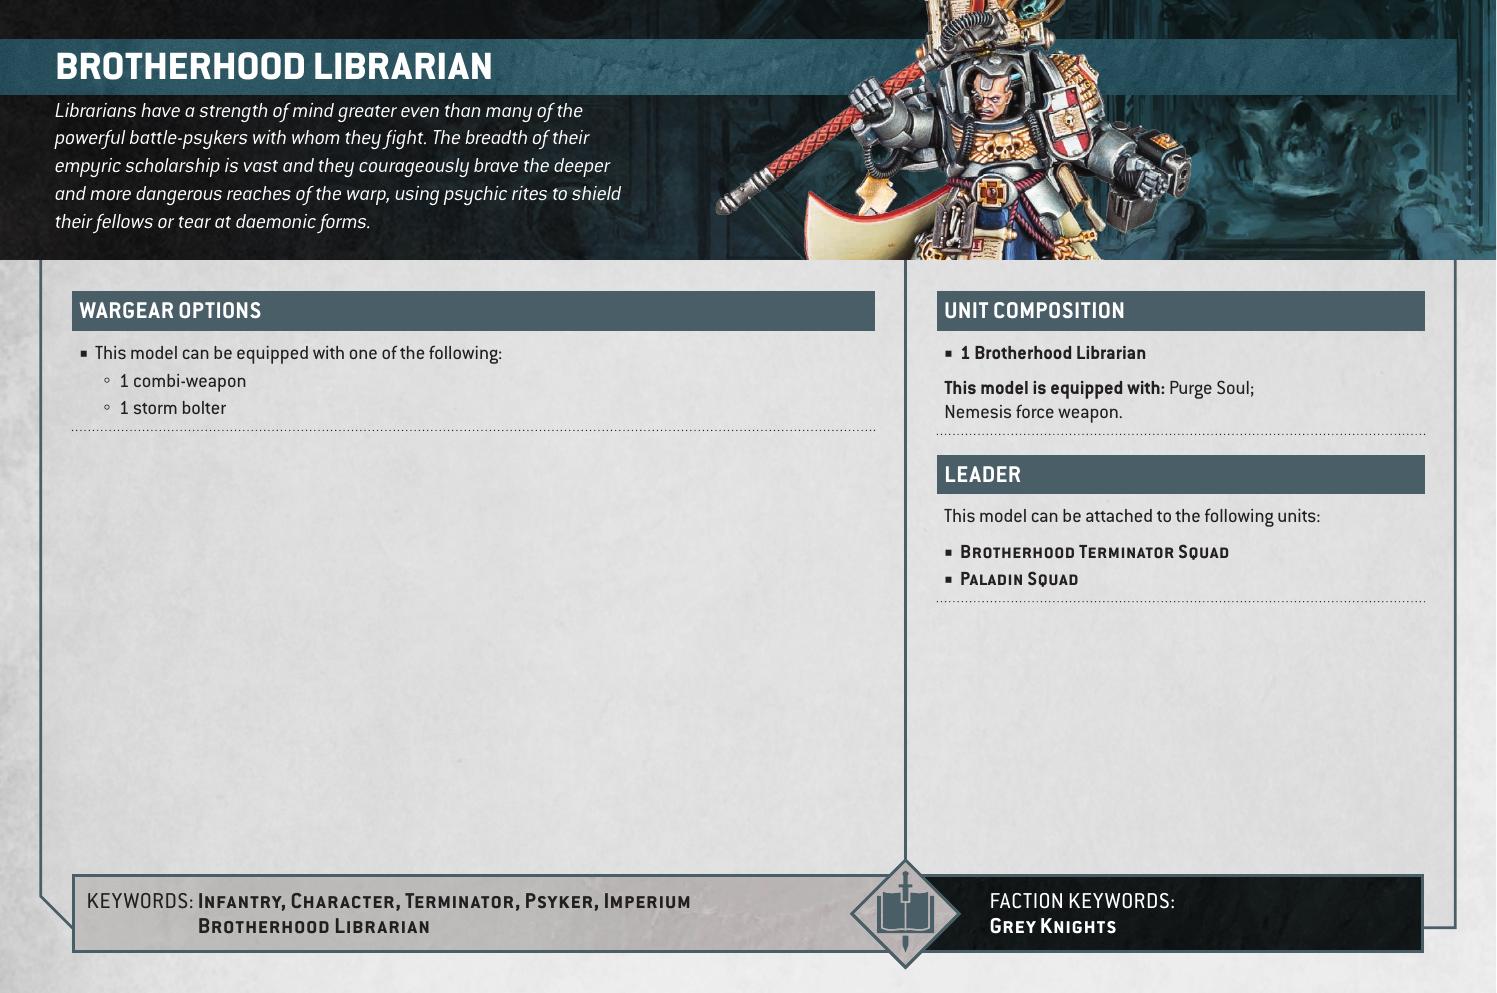 BROTHERHOOD LIBRARIAN
Librarians have a strength of mind greater even than many of the
powerful battle-psykers with whom they fight. The breadth of their
empyric scholarship is vast and they courageously brave the deeper
and more dangerous reaches of the warp, using psychic rites to shield
their fellows or tear at daemonic forms.
WARGEAR OPTIONS
▪ This model can be equipped with one of the following:
◦ 1 combi-weapon
◦ 1 storm bolter
UNIT COMPOSITION
▪ 1 Brotherhood Librarian
This model is equipped with: Purge Soul;
Nemesis force weapon.
LEADER
This model can be attached to the following units:
▪ Brotherhood Terminator Squad
▪ Paladin Squad
KEYWORDS: Infantry, Character, Terminator, Psyker, Imperium
Brotherhood Librarian
FACTION KEYWORDS:
Grey Knights